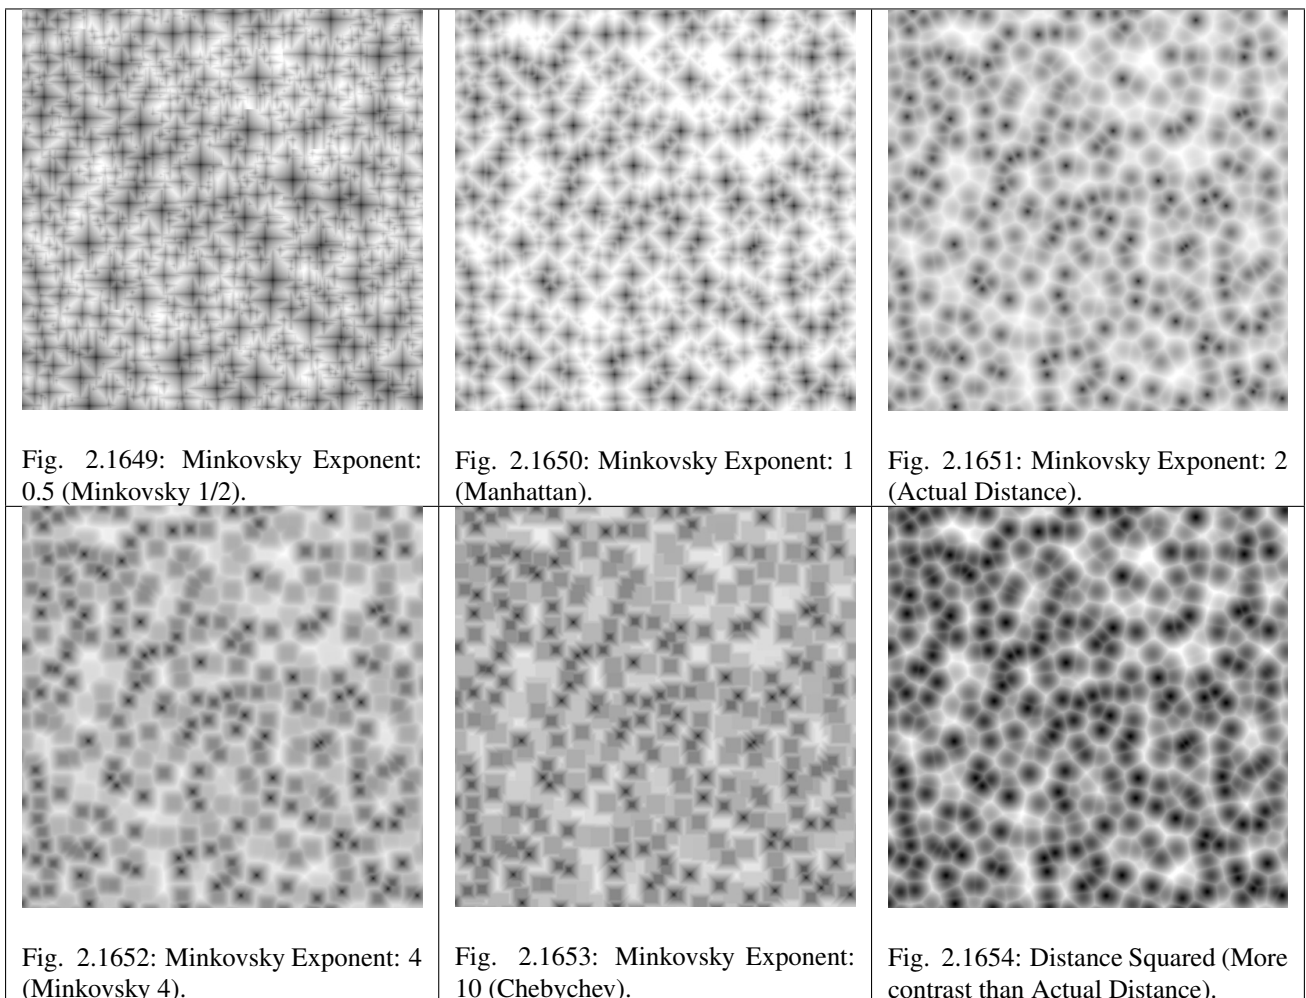 Fig. 2.1649: Minkovsky Exponent:
0.5 (Minkovsky 1/2).
Fig. 2.1650: Minkovsky Exponent: 1
(Manhattan).
Fig. 2.1651: Minkovsky Exponent: 2
(Actual Distance).
Fig. 2.1652: Minkovsky Exponent: 4
(Minkovsky 4).
Fig. 2.1653: Minkovsky Exponent:
10 (Chebychev).
Fig. 2.1654: Distance Squared (More
contrast than Actual Distance).